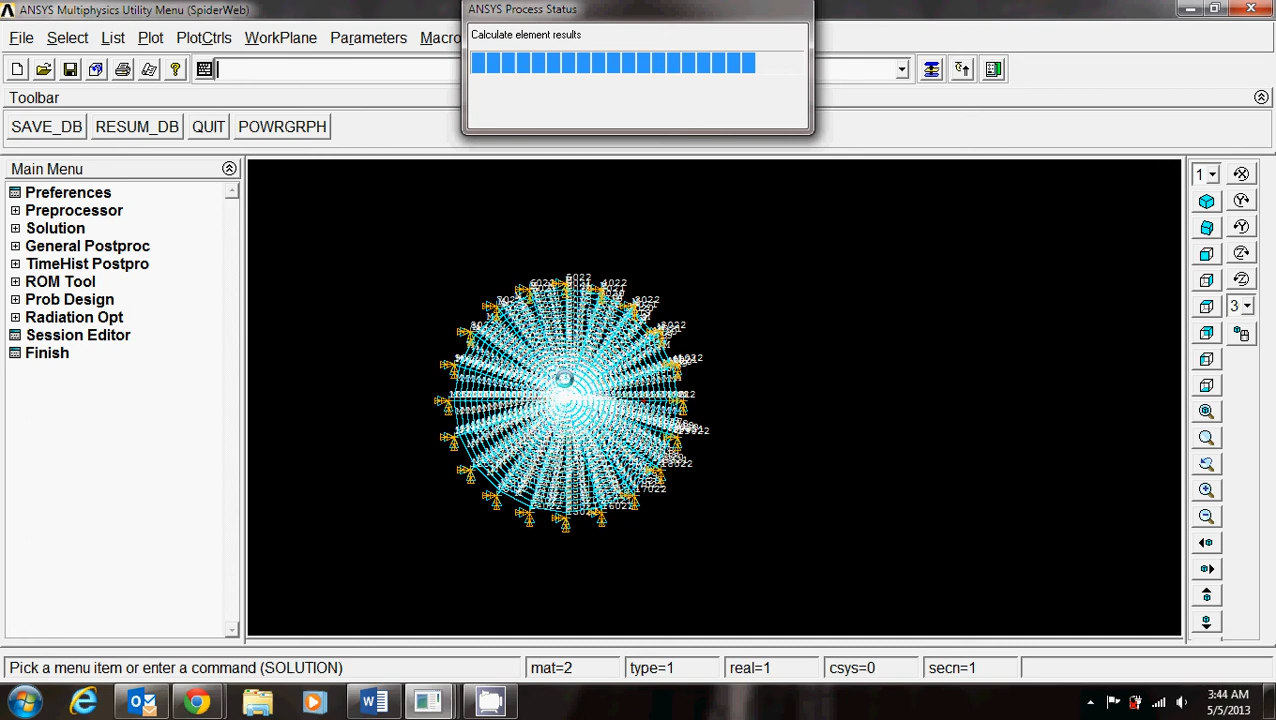 ANSYS Multiphysics Utility Menu (SpiderWeb)
ANSYS Process Status
File Select List Plot PlotCtrls WorkPlane Parameters Macro
Calculate element results
Toolbar
SAVE_DB RESUM_DB QUIT POWRGRPH
Main Menu
Preferences
Preprocessor
Solution
General Postproc
TimeHist Postpro
ROM Tool
Prob Design
Radiation Opt
Session Editor
Finish
1
3
5022
17022
Pick a menu item or enter a command (SOLUTION) mat=2 type=1 real=1 csys=0 secn=1
3:44 AM
5/5/2013